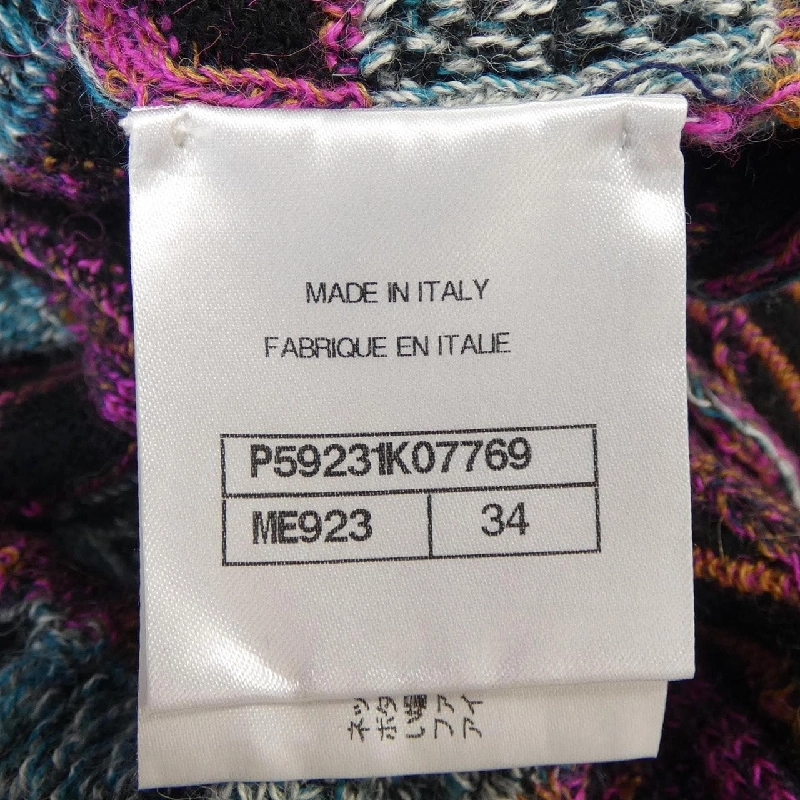 MADE IN ITALY
FABRIQUE EN ITALIE
P59231K07769
ME923 34